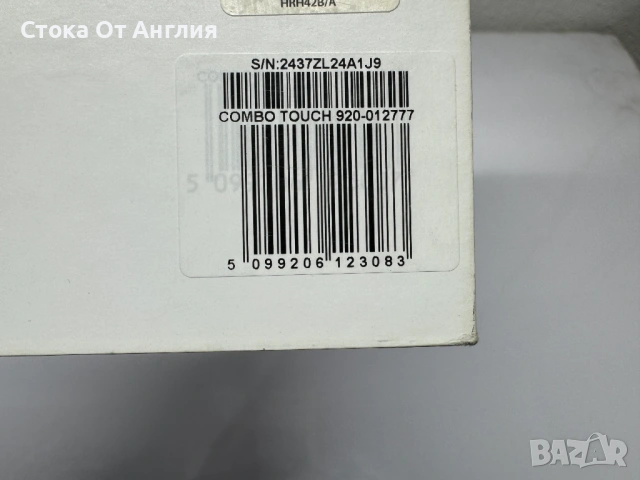 Стока От Англия
HRH42B/A
S/N:2437ZL24A1J9
COMBO TOUCH 920-012777
5 099206 123083
BAZAR